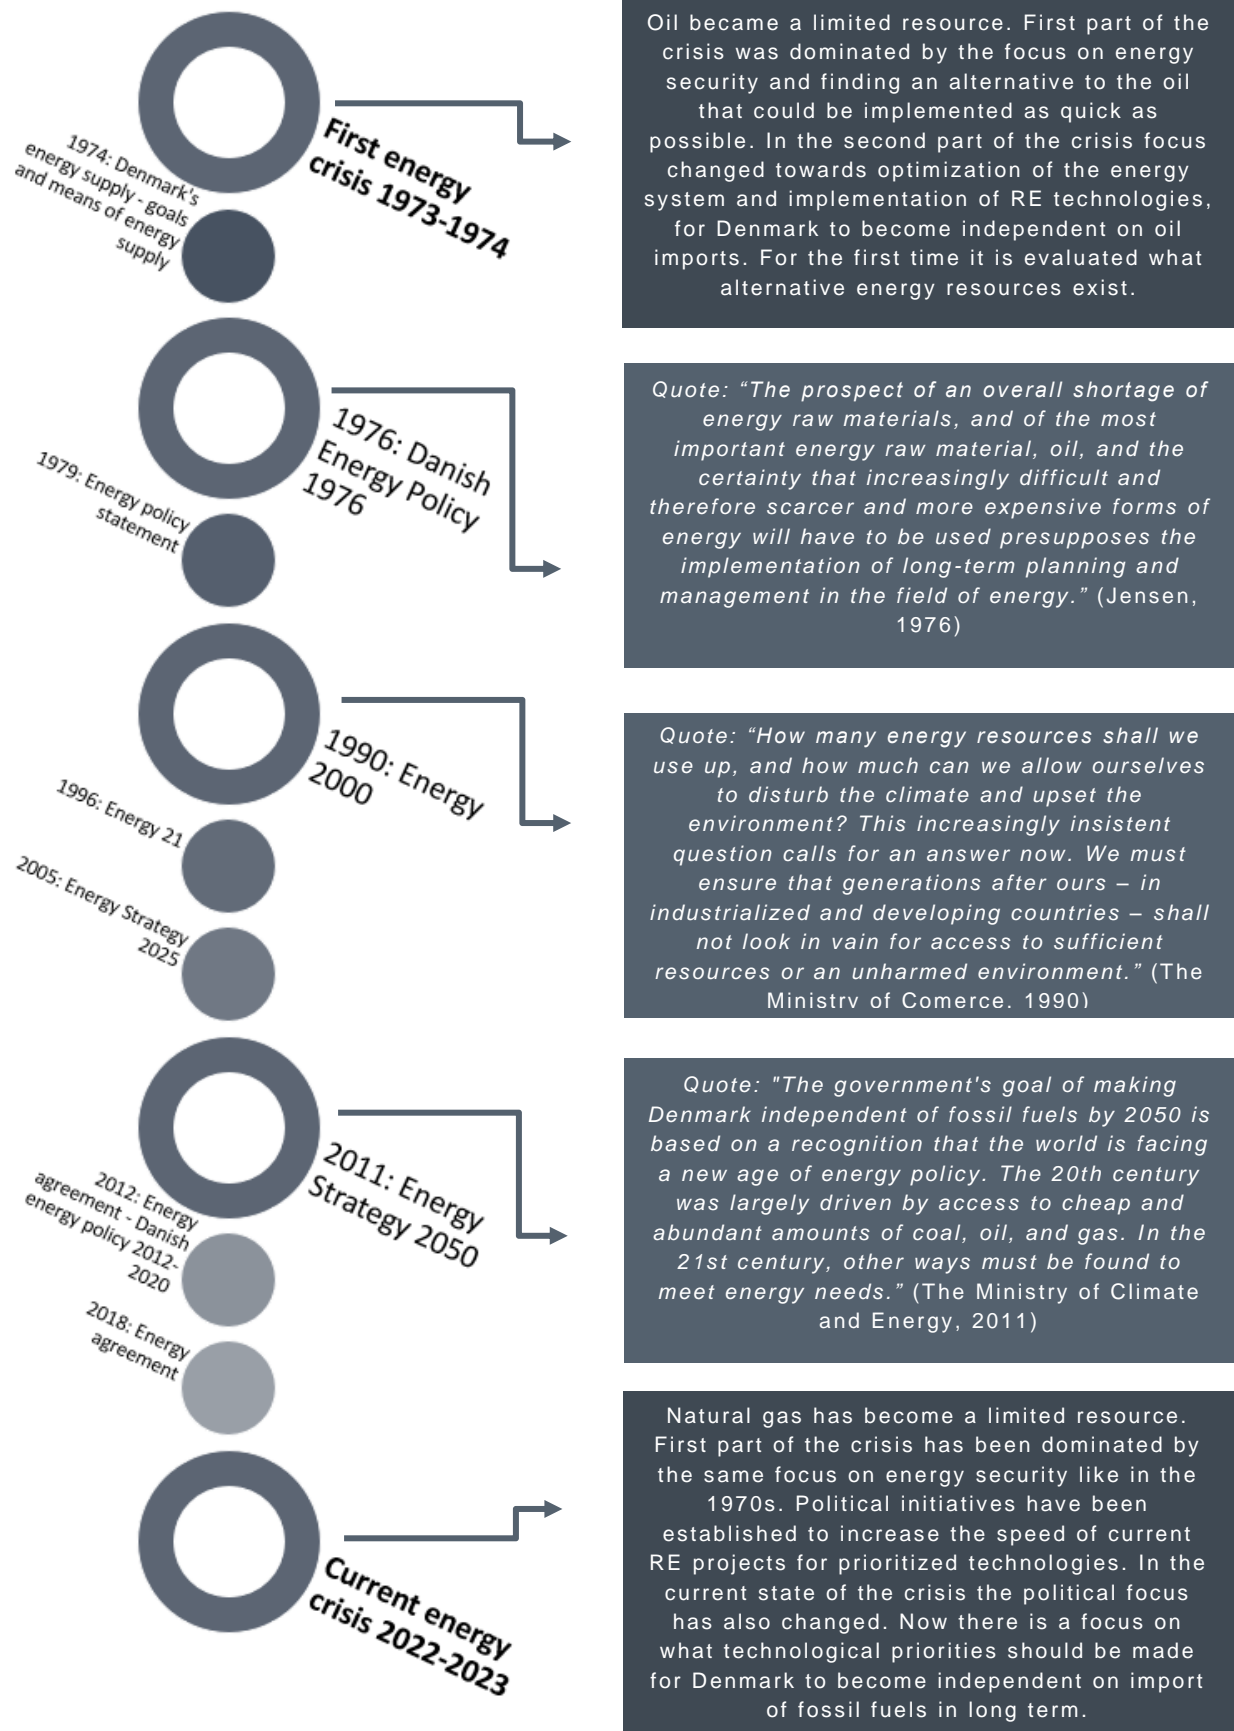 First energy
crisis 1973-1974
Oil became a limited resource. First part of the
crisis was dominated by the focus on energy
security and finding an alternative to the oil
that could be implemented as quick as
possible. In the second part of the crisis focus
changed towards optimization of the energy
system and implementation of RE technologies,
for Denmark to become independent on oil
imports. For the first time it is evaluated what
alternative energy resources exist.
1974: Denmark's
energy supply - goals
and means of energy
supply
1976: Danish
Energy Policy
1976
Quote: “The prospect of an overall shortage of
energy raw materials, and of the most
important energy raw material, oil, and the
certainty that increasingly difficult and
therefore scarcer and more expensive forms of
energy will have to be used presupposes the
implementation of long-term planning and
management in the field of energy.” (Jensen,
1976)
1979: Energy policy
statement
1990: Energy
2000
Quote: “How many energy resources shall we
use up, and how much can we allow ourselves
to disturb the climate and upset the
environment? This increasingly insistent
question calls for an answer now. We must
ensure that generations after ours – in
industrialized and developing countries – shall
not look in vain for access to sufficient
resources or an unharmed environment.” (The
Ministry of Comerce. 1990)
1996: Energy 21
2005: Energy Strategy
2025
2011: Energy
Strategy 2050
Quote: "The government's goal of making
Denmark independent of fossil fuels by 2050 is
based on a recognition that the world is facing
a new age of energy policy. The 20th century
was largely driven by access to cheap and
abundant amounts of coal, oil, and gas. In the
21st century, other ways must be found to
meet energy needs.” (The Ministry of Climate
and Energy, 2011)
2012: Energy
agreement - Danish
energy policy 2012-
2020
2018: Energy
agreement
Current energy
crisis 2022-2023
Natural gas has become a limited resource.
First part of the crisis has been dominated by
the same focus on energy security like in the
1970s. Political initiatives have been
established to increase the speed of current
RE projects for prioritized technologies. In the
current state of the crisis the political focus
has also changed. Now there is a focus on
what technological priorities should be made
for Denmark to become independent on import
of fossil fuels in long term.